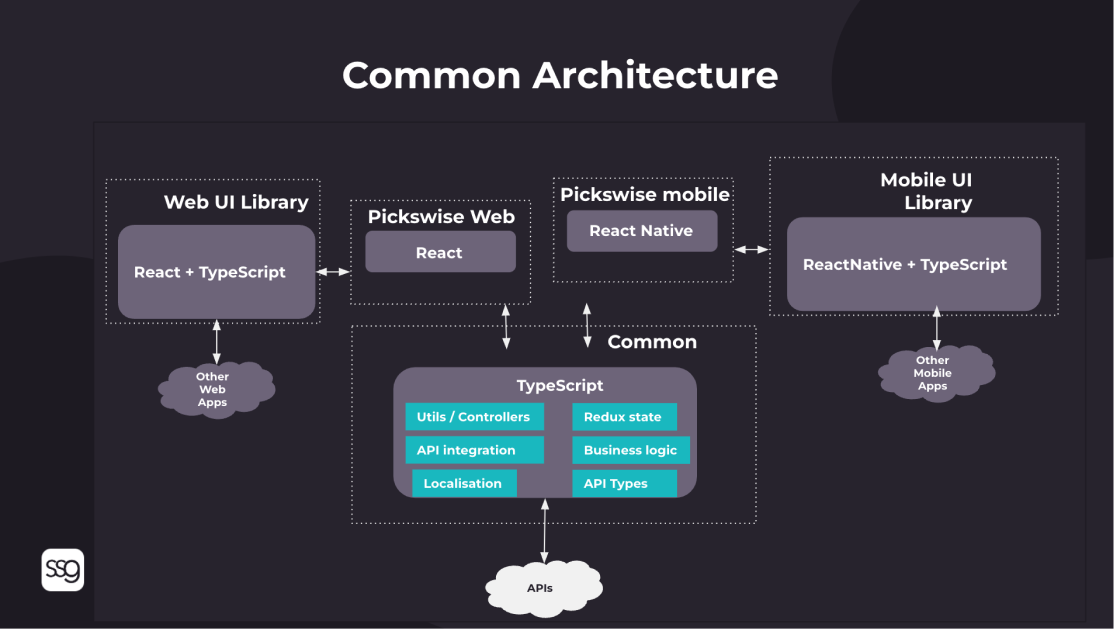 Common Architecture
Web UI Library
React + TypeScript
Pickswise Web
React
Pickswise mobile
React Native
Mobile UI
Library
ReactNative + TypeScript
Other
Web
Apps
Other
Mobile
Apps
Common
TypeScript
Utils / Controllers
Redux state
API integration
Business logic
Localisation
API Types
APIs
ssg